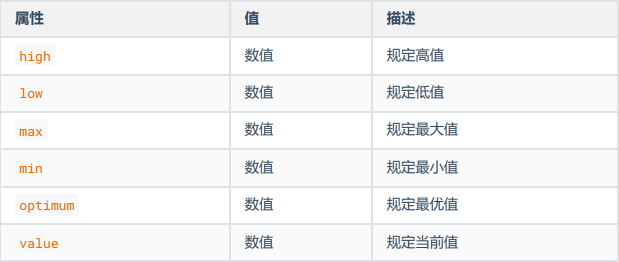 属性 值 描述
high 数值 规定高值
low 数值 规定低值
max 数值 规定最大值
min 数值 规定最小值
optimum 数值 规定最优值
value 数值 规定当前值